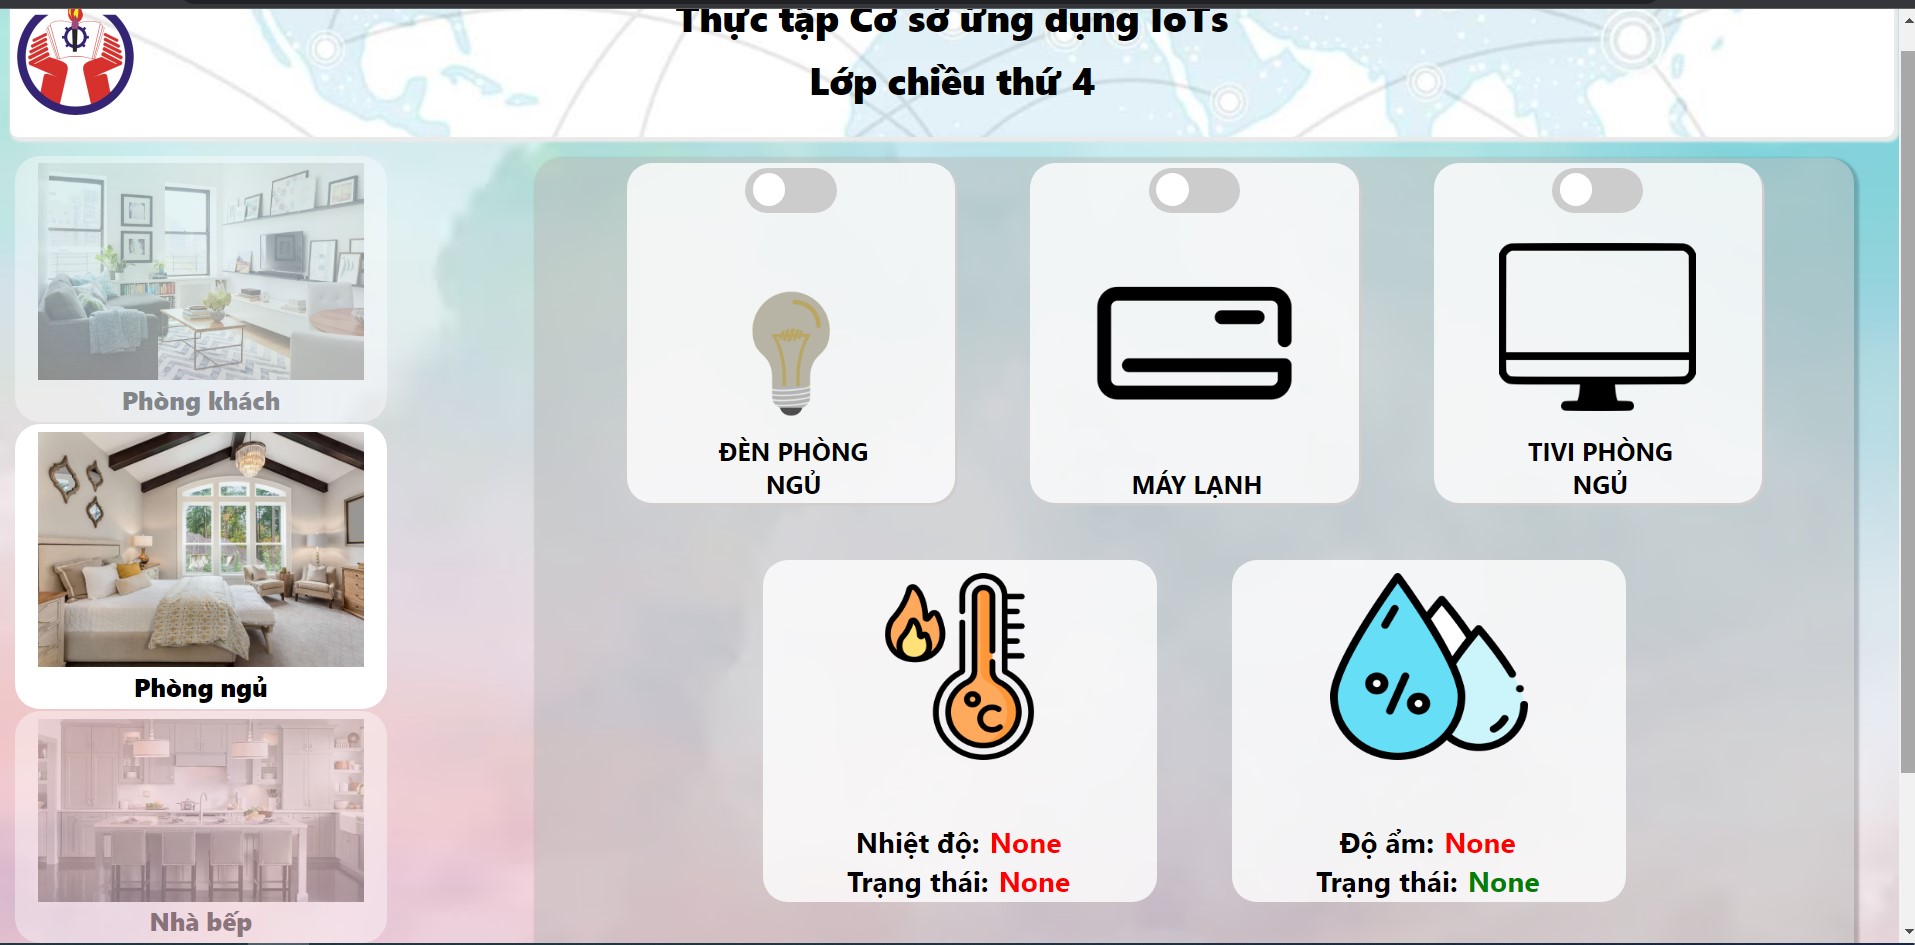 Thực tập Cơ sở ứng dụng IoTs
Lớp chiều thứ 4
Phòng khách
Phòng ngủ
Nhà bếp
ĐÈN PHÒNG
NGỦ
MÁY LẠNH
TIVI PHÒNG
NGỦ
°C
%
Nhiệt độ: None
Trạng thái: None
Độ ẩm: None
Trạng thái: None